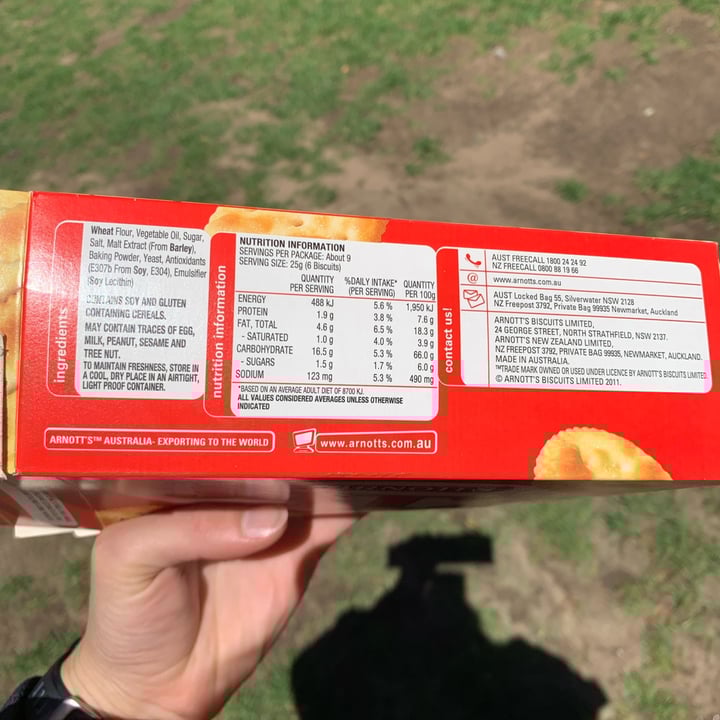 ingredients
Wheat Flour, Vegetable Oil, Sugar,
Salt, Malt Extract (From Barley),
Baking Powder, Yeast, Antioxidants
(E307b From Soy, E304), Emulsifier
(Soy Lecithin)
CONTAINS SOY AND GLUTEN
CONTAINING CEREALS.
MAY CONTAIN TRACES OF EGG,
MILK, PEANUT, SESAME AND
TREE NUT.
TO MAINTAIN FRESHNESS, STORE IN
A COOL, DRY PLACE IN AN AIRTIGHT,
LIGHT PROOF CONTAINER.
nutrition information
NUTRITION INFORMATION
SERVINGS PER PACKAGE: About 9
SERVING SIZE: 25g (6 Biscuits)
QUANTITY %DAILY INTAKE* QUANTITY
PER SERVING (PER SERVING) PER 100g
ENERGY 488 kJ 5.6 % 1,950 kJ
PROTEIN 1.9 g 3.8 % 7.6 g
FAT, TOTAL 4.6 g 6.5 % 18.3 g
- SATURATED 1.0 g 4.0 % 3.9 g
CARBOHYDRATE 16.5 g 5.3 % 66.0 g
- SUGARS 1.5 g 1.7 % 6.0 g
SODIUM 123 mg 5.3 % 490 mg
*BASED ON AN AVERAGE ADULT DIET OF 8700 KJ.
ALL VALUES CONSIDERED AVERAGES UNLESS OTHERWISE
INDICATED
contact us!
AUST FREECALL 1800 24 24 92
NZ FREECALL 0800 88 19 66
@ www.arnotts.com.au
AUST Locked Bag 55, Silverwater NSW 2128
NZ Freepost 3792, Private Bag 99935 Newmarket, Auckland
ARNOTT'S BISCUITS LIMITED,
24 GEORGE STREET, NORTH STRATHFIELD, NSW 2137.
ARNOTT'S NEW ZEALAND LIMITED,
NZ FREEPOST 3792, PRIVATE BAG 99935, NEWMARKET, AUCKLAND.
MADE IN AUSTRALIA.
™TRADE MARK OWNED OR USED UNDER LICENCE BY ARNOTT'S BISCUITS LIMITED.
© ARNOTT'S BISCUITS LIMITED 2011.
ARNOTT'S™ AUSTRALIA- EXPORTING TO THE WORLD
www.arnotts.com.au